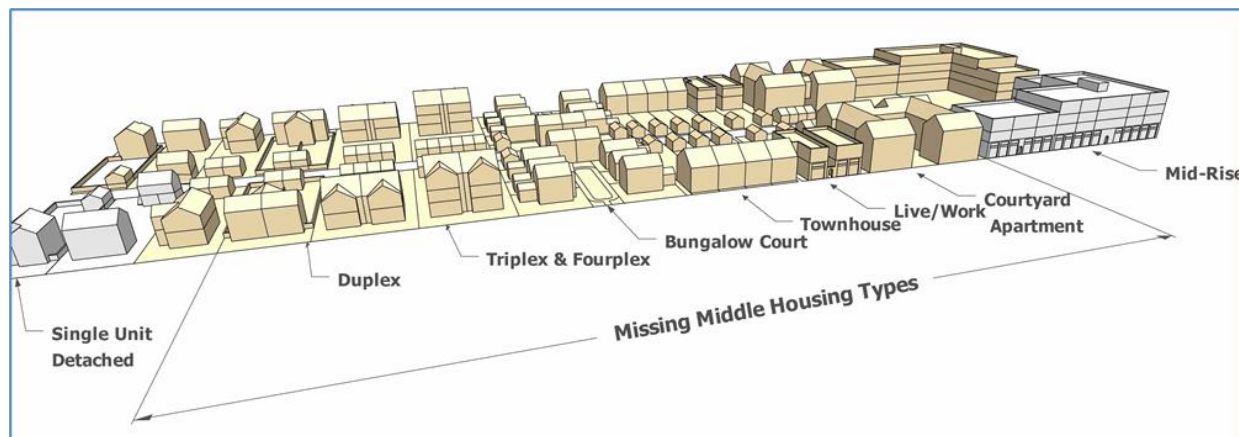 Single Unit
Detached
Duplex
Triplex & Fourplex
Bungalow Court
Townhouse
Live/Work
Courtyard
Apartment
Mid-Rise
Missing Middle Housing Types